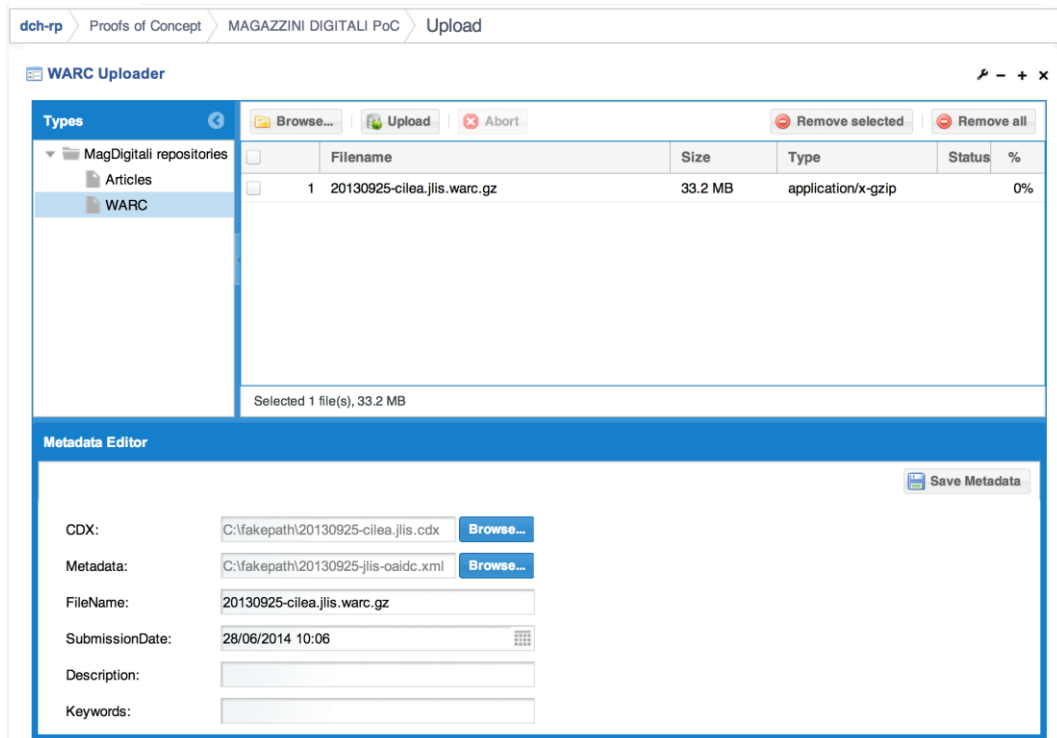 dch-rp Proofs of Concept MAGAZZINI DIGITALI PoC Upload
WARC Uploader
Types
MagDigitali repositories
Articles
WARC
Browse... Upload Abort Remove selected Remove all
Filename Size Type Status %
1 20130925-cilea.jlis.warc.gz 33.2 MB application/x-gzip 0%
Selected 1 file(s), 33.2 MB
Metadata Editor
Save Metadata
CDX: C:\fakepath\20130925-cilea.jlis.cdx Browse...
Metadata: C:\fakepath\20130925-jlis-oaidc.xml Browse...
FileName: 20130925-cilea.jlis.warc.gz
SubmissionDate: 28/06/2014 10:06
Description:
Keywords: